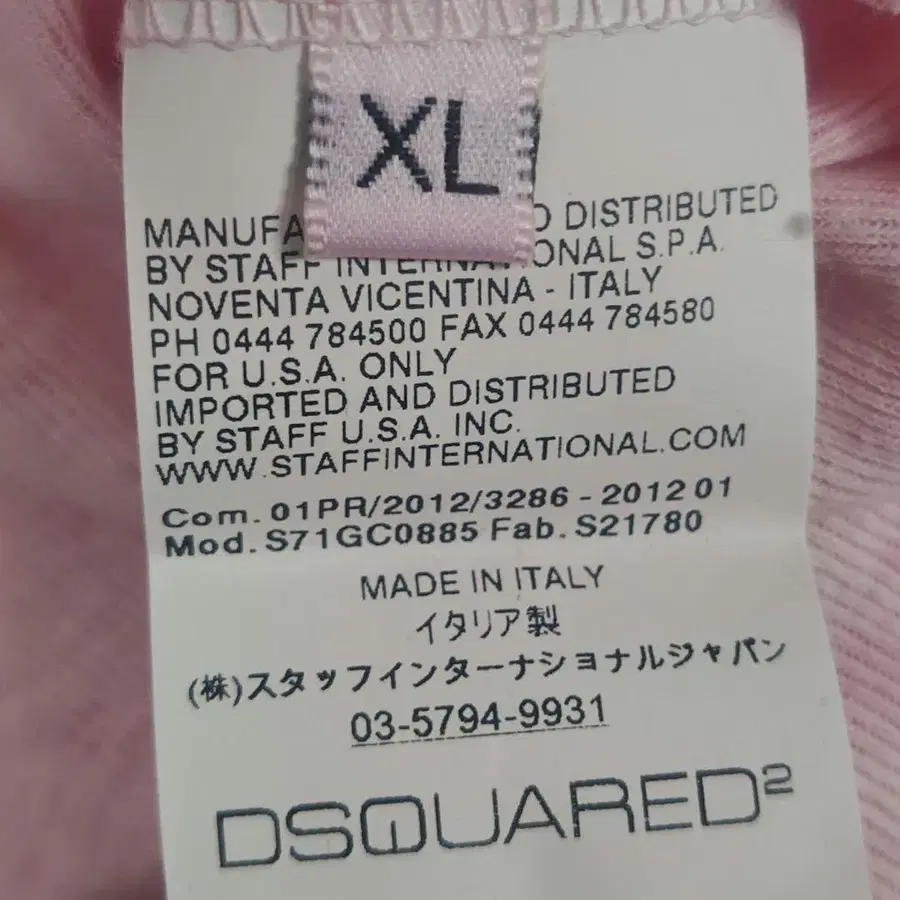 XL
DISTRIBUTED
BY STAFF INTERNATIONAL S.P.A.
NOVENTA VICENTINA - ITALY
PH 0444 784500 FAX 0444 784580
FOR U.S.A. ONLY
IMPORTED AND DISTRIBUTED
BY STAFF U.S.A. INC.
WWW.STAFFINTERNATIONAL.COM
Com. 01PR/2012/3286 - 2012 01
Mod. S71GC0885 Fab. S21780
MADE IN ITALY
イタリア製
(株)スタッフインターナショナルジャパン
03-5794-9931
DSQUARED²